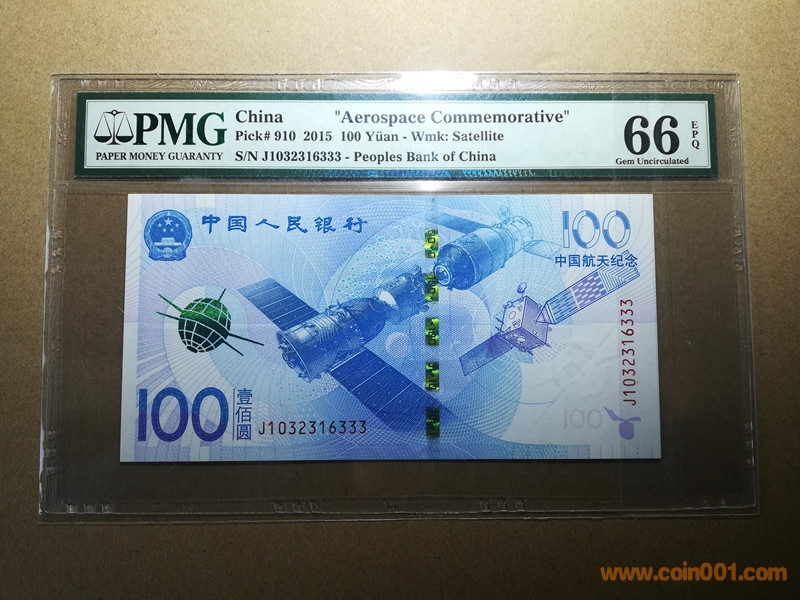 PMG
PAPER MONEY GUARANTY
China "Aerospace Commemorative"
Pick# 910 2015 100 Yüan - Wmk: Satellite
S/N J1032316333 - Peoples Bank of China
66
EPQ
Gem Uncirculated
中国人民银行
100
中国航天纪念
J1032316333
100
壹佰圆
J1032316333
100
www.coin001.com